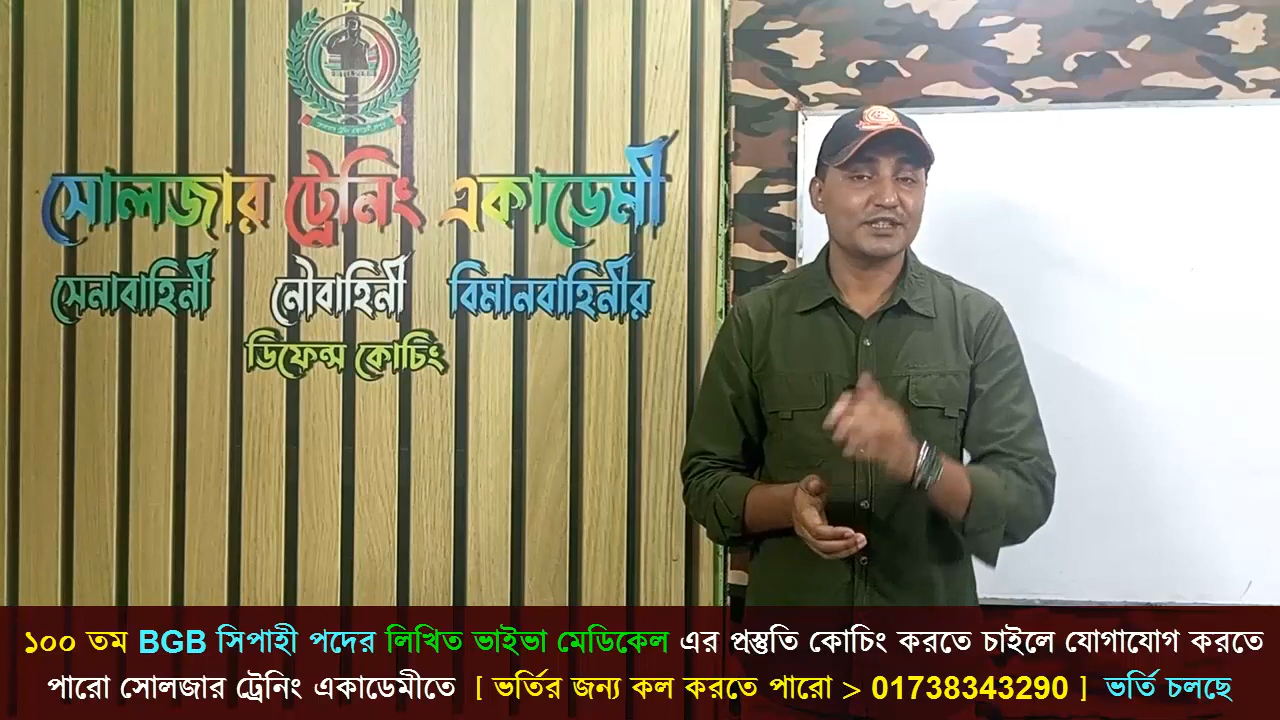 সোলজার ট্রেনিং একাডেমী
সেনাবাহিনী নৌবাহিনী বিমানবাহিনীর
ডিফেন্স কোচিং
১০০ তম BGB সিপাহী পদের লিখিত ভাইভা মেডিকেল এর প্রস্তুতি কোচিং করতে চাইলে যোগাযোগ করতে
পারো সোলজার ট্রেনিং একাডেমীতে [ ভর্তির জন্য কল করতে পারো > 01738343290 ] ভর্তি চলছে